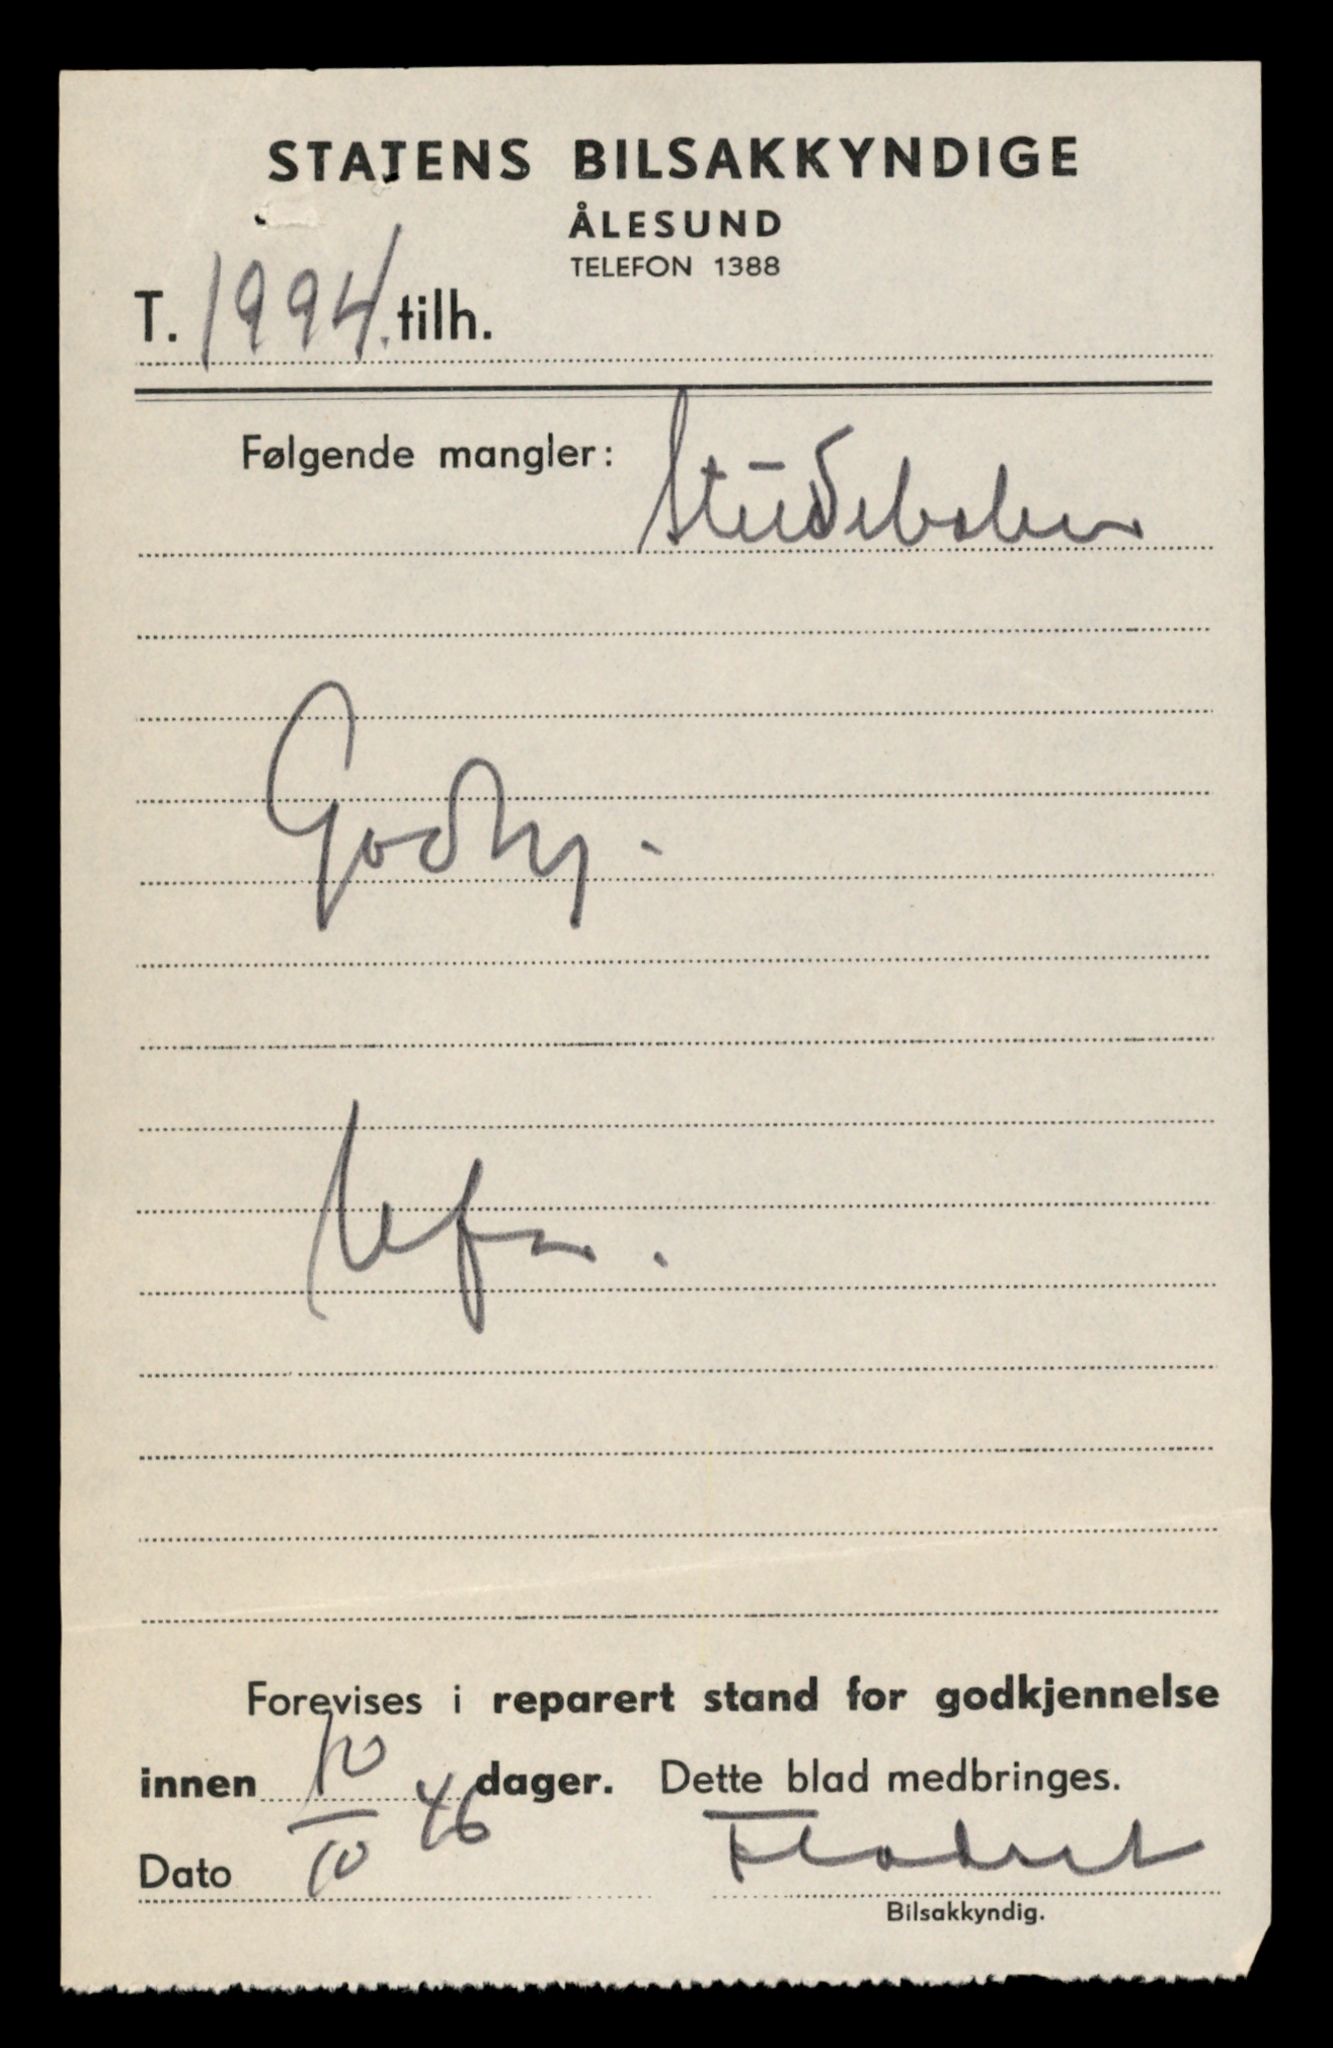 STATENS BILSAKKYNDIGE
ÅLESUND
TELEFON 1388
T. 1994. tilh.
Følgende mangler:
Studebaker
Forevises i reparert stand for godkjennelse
innen dager. Dette blad medbringes.
Dato 10/10 46
Flodset
Bilsakkyndig.